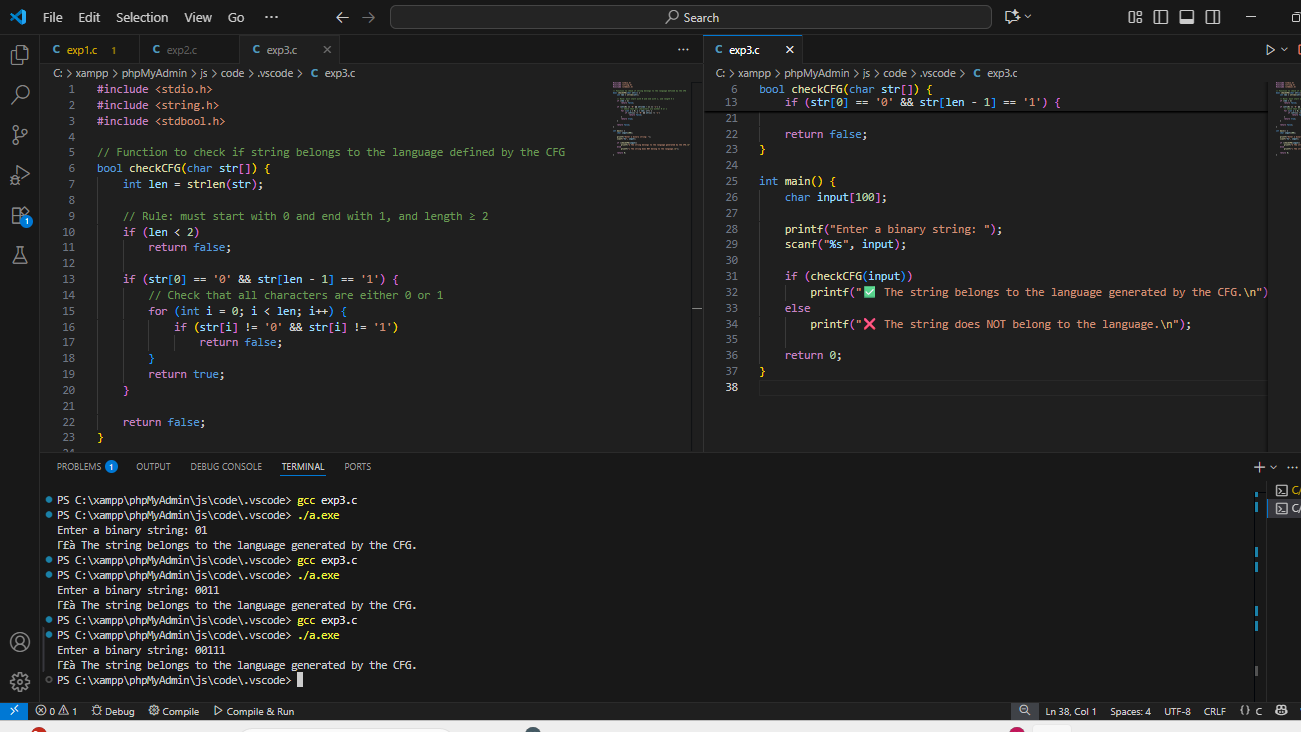 File Edit Selection View Go ··· Search
C exp1.c 1 C exp2.c C exp3.c ×
C: > xampp > phpMyAdmin > js > code > .vscode > C exp3.c
1 #include <stdio.h>
2 #include <string.h>
3 #include <stdbool.h>
4
5 // Function to check if string belongs to the language defined by the CFG
6 bool checkCFG(char str[]) {
7 int len = strlen(str);
8
9 // Rule: must start with 0 and end with 1, and length ≥ 2
10 if (len < 2)
11 return false;
12
13 if (str[0] == '0' && str[len - 1] == '1') {
14 // Check that all characters are either 0 or 1
15 for (int i = 0; i < len; i++) {
16 if (str[i] != '0' && str[i] != '1')
17 return false;
18 }
19 return true;
20 }
21
22 return false;
23 }
C exp3.c ×
C: > xampp > phpMyAdmin > js > code > .vscode > C exp3.c
6 bool checkCFG(char str[]) {
13 if (str[0] == '0' && str[len - 1] == '1') {
21
22 return false;
23 }
24
25 int main() {
26 char input[100];
27
28 printf("Enter a binary string: ");
29 scanf("%s", input);
30
31 if (checkCFG(input))
32 printf("✅ The string belongs to the language generated by the CFG.\n")
33 else
34 printf("❌ The string does NOT belong to the language.\n");
35
36 return 0;
37 }
38
1
PROBLEMS 1 OUTPUT DEBUG CONSOLE TERMINAL PORTS
PS C:\xampp\phpMyAdmin\js\code\.vscode> gcc exp3.c
PS C:\xampp\phpMyAdmin\js\code\.vscode> ./a.exe
Enter a binary string: 01
Γ£à The string belongs to the language generated by the CFG.
PS C:\xampp\phpMyAdmin\js\code\.vscode> gcc exp3.c
PS C:\xampp\phpMyAdmin\js\code\.vscode> ./a.exe
Enter a binary string: 0011
Γ£à The string belongs to the language generated by the CFG.
PS C:\xampp\phpMyAdmin\js\code\.vscode> gcc exp3.c
PS C:\xampp\phpMyAdmin\js\code\.vscode> ./a.exe
Enter a binary string: 00111
Γ£à The string belongs to the language generated by the CFG.
PS C:\xampp\phpMyAdmin\js\code\.vscode>
C/
C/
0 1 Debug Compile Compile & Run Ln 38, Col 1 Spaces: 4 UTF-8 CRLF {} C